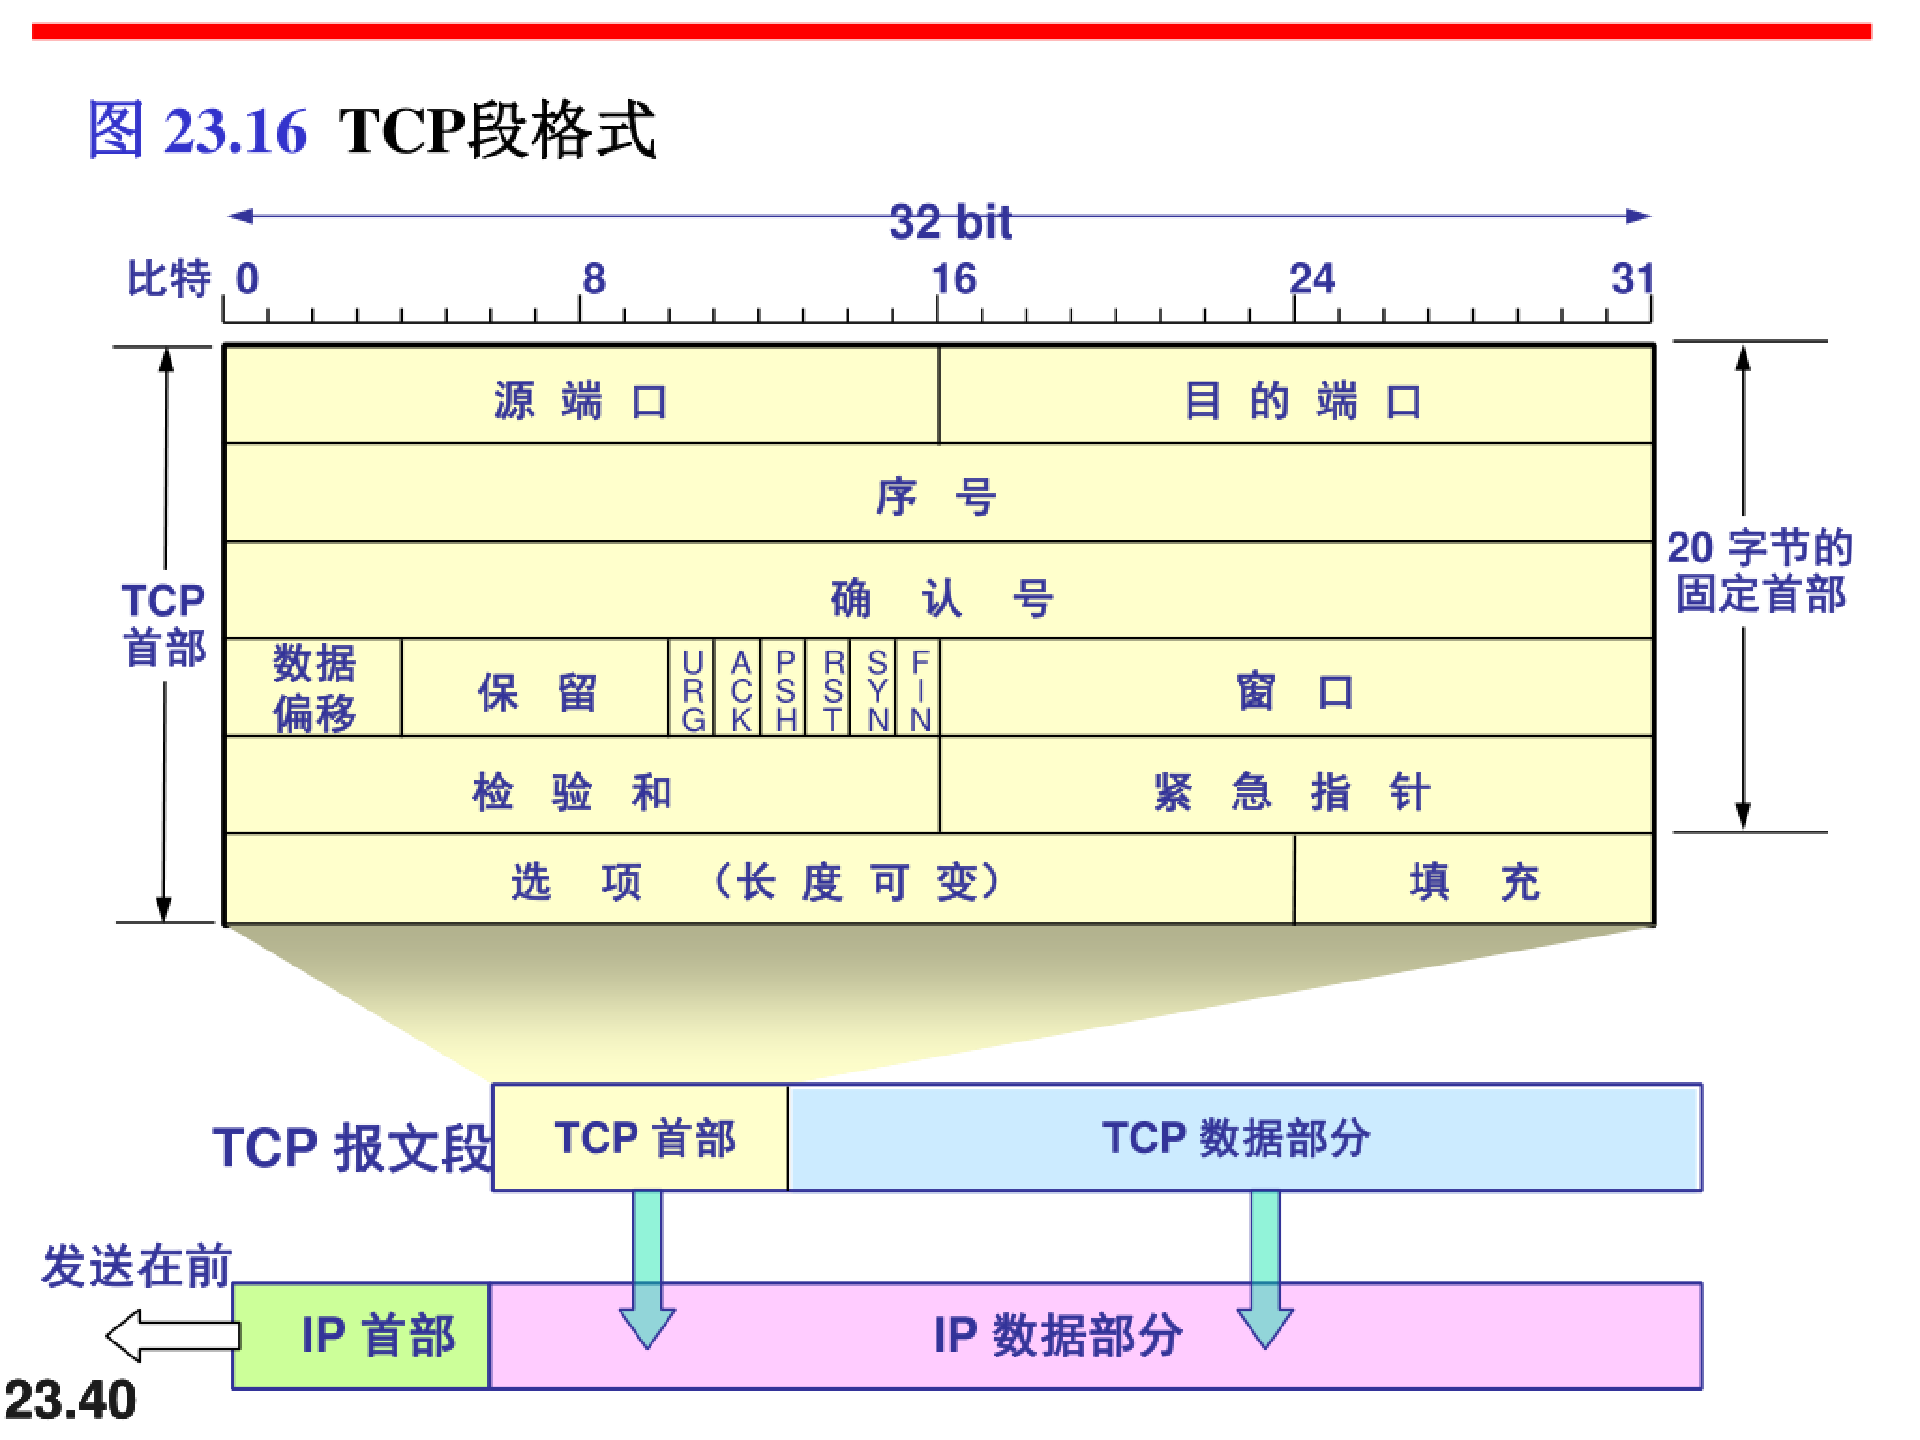 图 23.16 TCP段格式
32 bit
比特 0 8 16 24 31
源 端 口 目 的 端 口
序 号
确 认 号
TCP
首部
20 字节的
固定首部
数据
偏移
保 留
URG
ACK
PSH
RST
SYN
FIN
窗 口
检 验 和 紧 急 指 针
选 项 （长 度 可 变） 填 充
TCP 报文段 TCP 首部 TCP 数据部分
发送在前
IP 首部 IP 数据部分
23.40